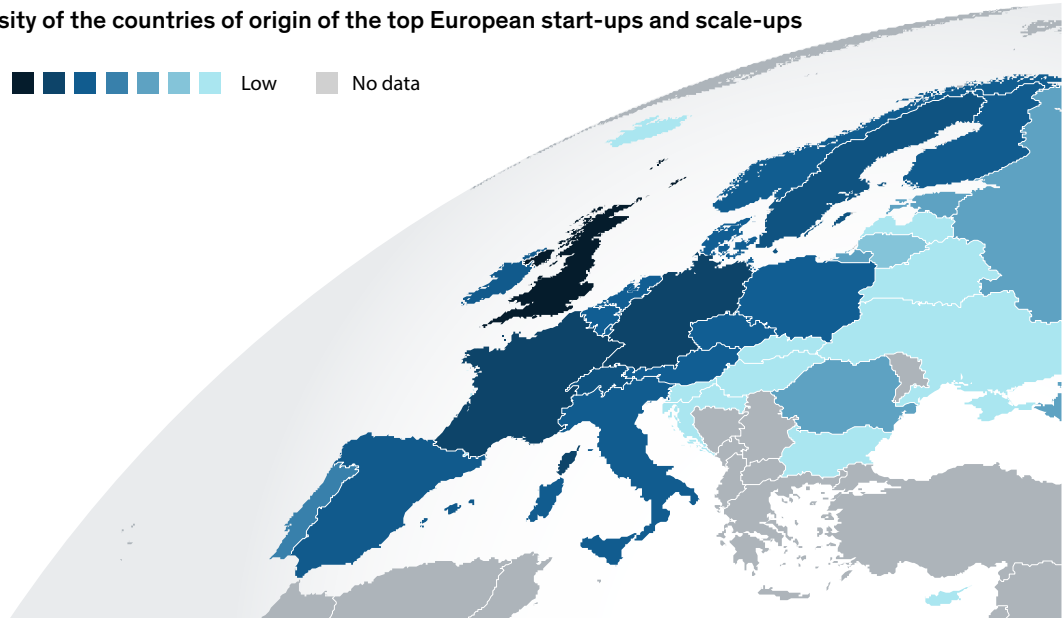 sity of the countries of origin of the top European start-ups and scale-ups
Low
No data